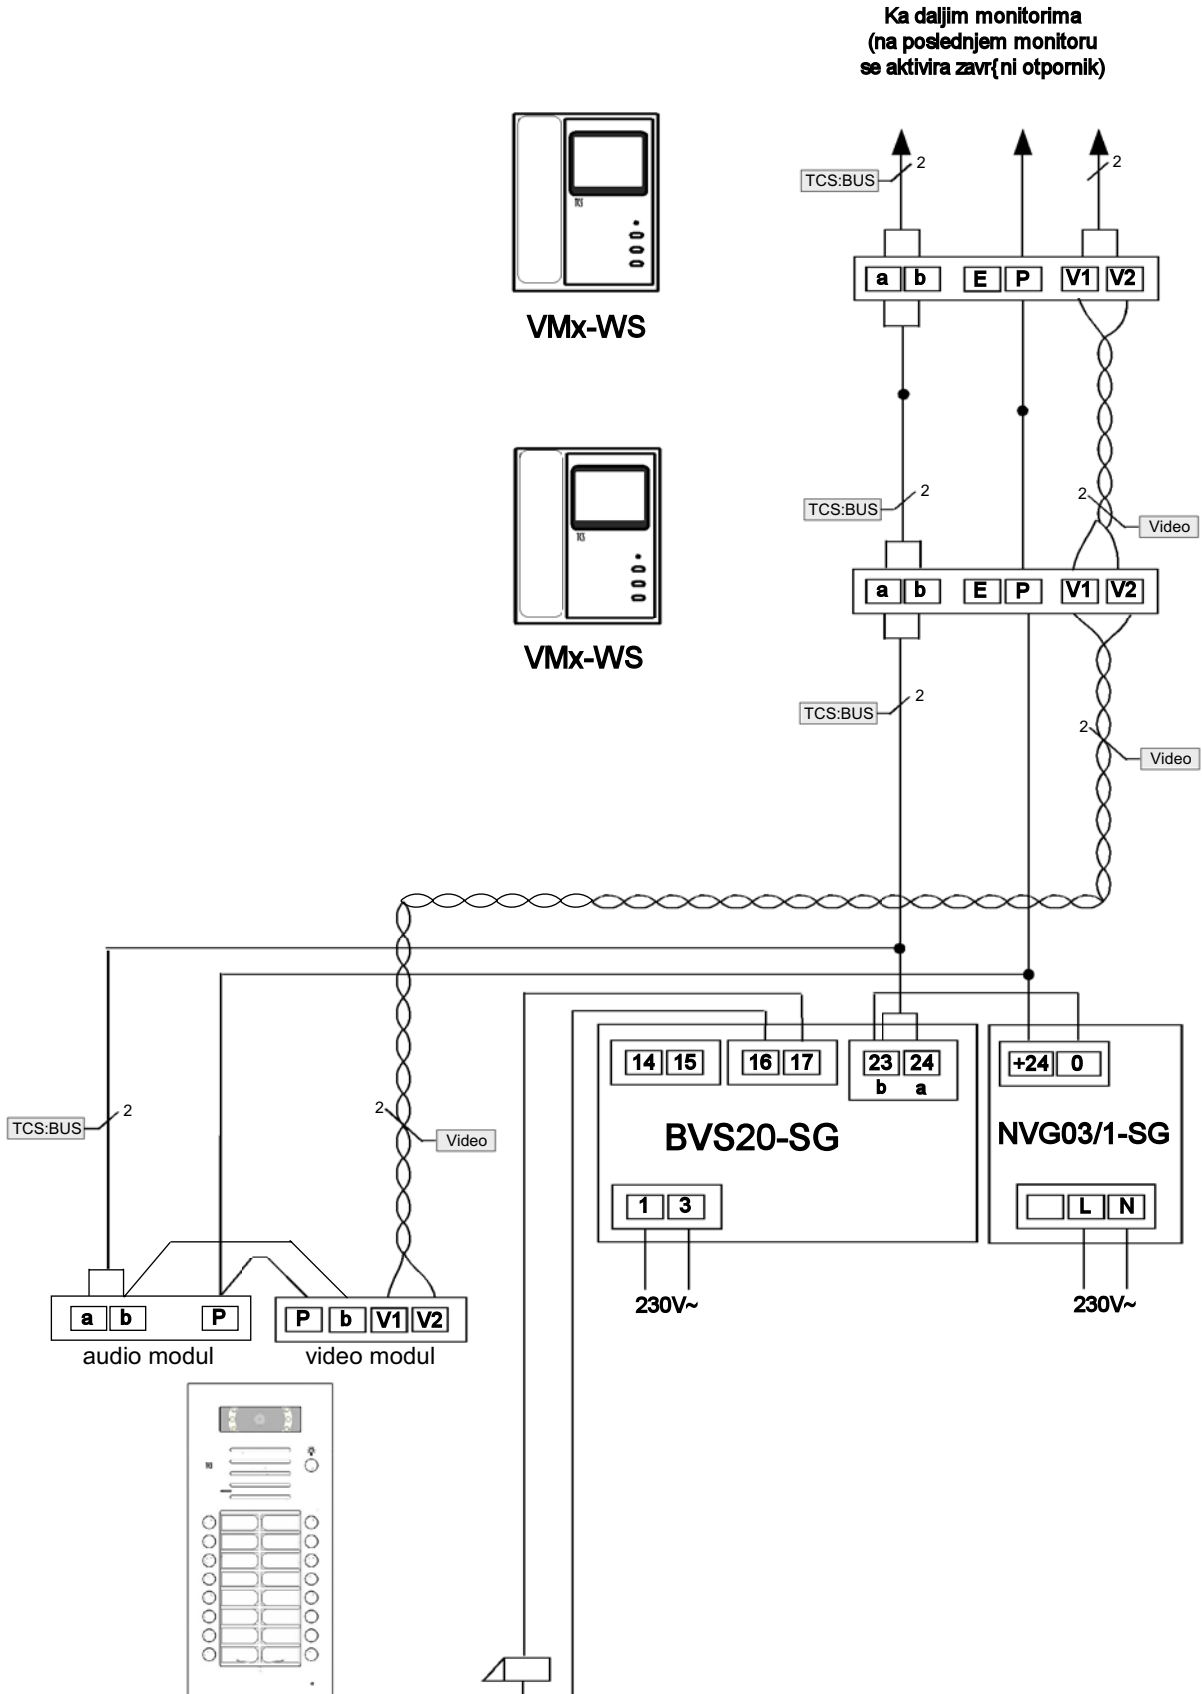 Ka daljim monitorima
(na poslednjem monitoru
se aktivira zavr{ni otpornik)
2
2
TCS:BUS
TCS
a b E P V1 V2
VMx-WS
2
2
TCS:BUS
Video
TCS
a b E P V1 V2
VMx-WS
2
TCS:BUS
2
Video
14 15 16 17 23 24
b a
+24 0
2
TCS:BUS
2
Video
BVS20-SG
NVG03/1-SG
1 3
L N
230V~
230V~
a b P
P b V1 V2
audio modul
video modul